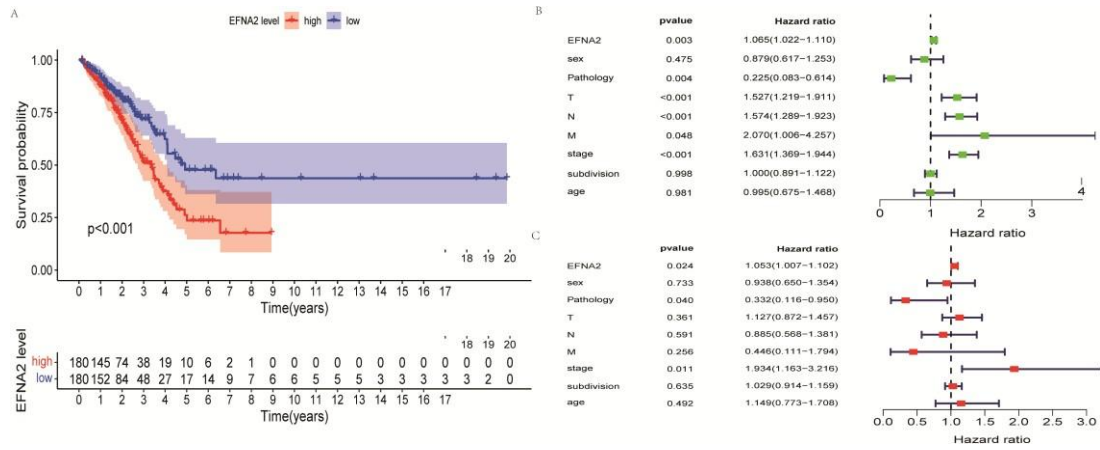 A
EFNA2 level high low
Survival probability
1.00
0.75
0.50
0.25
0.00
p<0.001
18 19 20
0 1 2 3 4 5 6 7 8 9 10 11 12 13 14 15 16 17
Time(years)
EFNA2 level
18 19 20
high 180 145 74 38 19 10 6 2 1 0 0 0 0 0 0 0 0 0 0 0 0
low 180 152 84 48 27 17 14 9 7 6 6 5 5 5 3 3 3 3 3 2 0
0 1 2 3 4 5 6 7 8 9 10 11 12 13 14 15 16 17
Time(years)
B
pvalue Hazard ratio
EFNA2 0.003 1.065(1.022−1.110)
sex 0.475 0.879(0.617−1.253)
Pathology 0.004 0.225(0.083−0.614)
T <0.001 1.527(1.219−1.911)
N <0.001 1.574(1.289−1.923)
M 0.048 2.070(1.006−4.257)
stage <0.001 1.631(1.369−1.944)
subdivision 0.998 1.000(0.891−1.122)
age 0.981 0.995(0.675−1.468)
0 1 2 3 4
Hazard ratio
C
pvalue Hazard ratio
EFNA2 0.024 1.053(1.007−1.102)
sex 0.733 0.938(0.650−1.354)
Pathology 0.040 0.332(0.116−0.950)
T 0.361 1.127(0.872−1.457)
N 0.591 0.885(0.568−1.381)
M 0.256 0.446(0.111−1.794)
stage 0.011 1.934(1.163−3.216)
subdivision 0.635 1.029(0.914−1.159)
age 0.492 1.149(0.773−1.708)
0.0 0.5 1.0 1.5 2.0 2.5 3.0
Hazard ratio